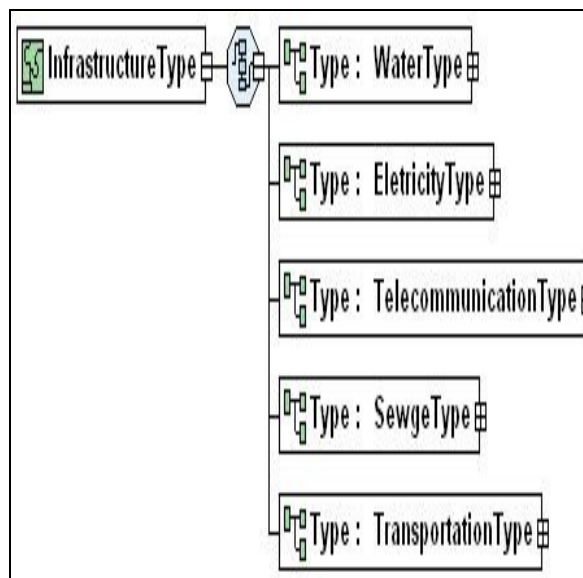 InfrastructureType
Type : WaterType
Type : EletricityType
Type : TelecommunicationType
Type : SewgeType
Type : TransportationType